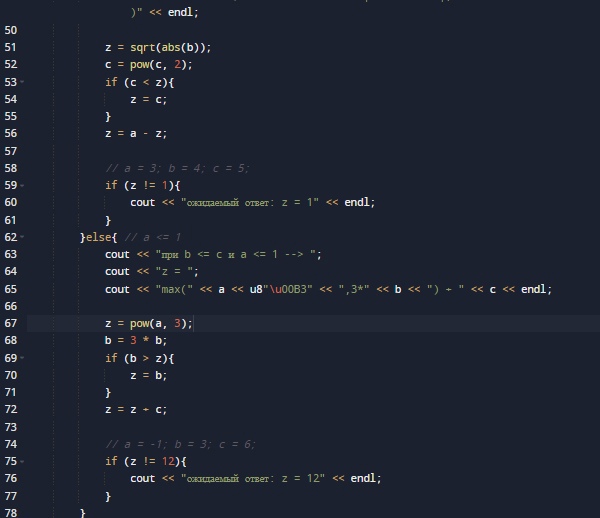 )" << endl;
50
51 z = sqrt(abs(b));
52 c = pow(c, 2);
53 if (c < z){
54 z = c;
55 }
56 z = a - z;
57
58 // a = 3; b = 4; c = 5;
59 if (z != 1){
60 cout << "ожидаемый ответ: z = 1" << endl;
61 }
62 }else{ // a <= 1
63 cout << "при b <= c и a <= 1 --> ";
64 cout << "z = ";
65 cout << "max(" << a << u8"\u00B3" << ",3*" << b << ") + " << c << endl;
66
67 z = pow(a, 3);
68 b = 3 * b;
69 if (b > z){
70 z = b;
71 }
72 z = z + c;
73
74 // a = -1; b = 3; c = 6;
75 if (z != 12){
76 cout << "ожидаемый ответ: z = 12" << endl;
77 }
78 }